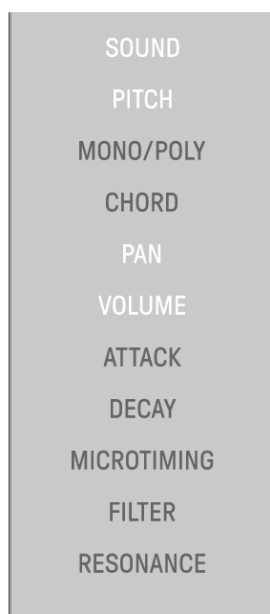 SOUND
PITCH
MONO/POLY
CHORD
PAN
VOLUME
ATTACK
DECAY
MICROTIMING
FILTER
RESONANCE